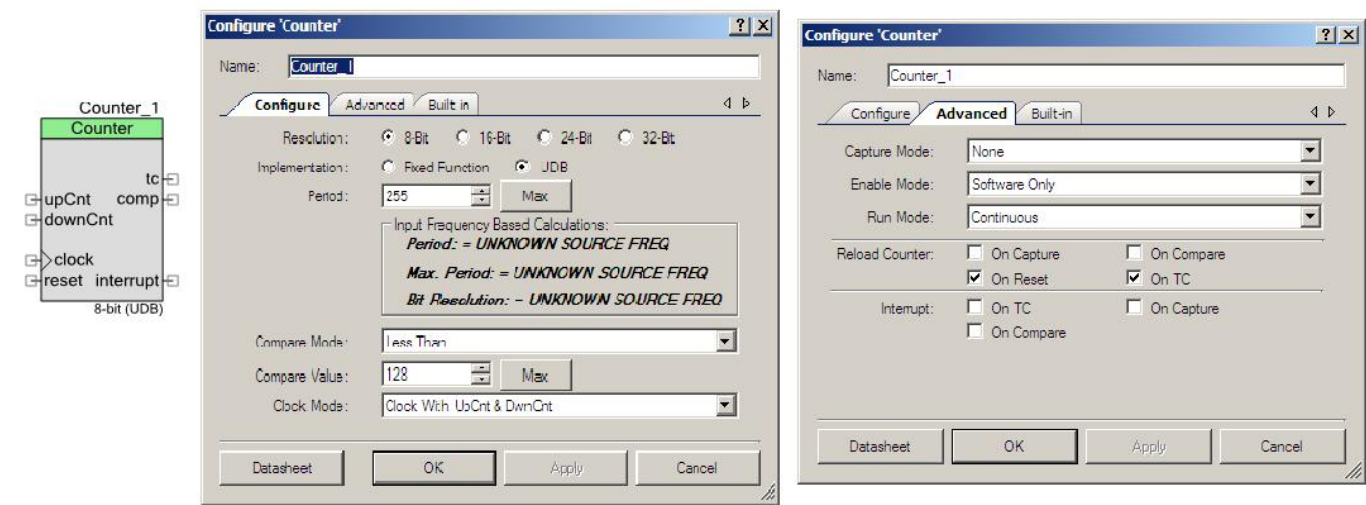 Counter_1
Counter
tc
upCnt comp
downCnt
clock
reset interrupt
8-bit (UDB)
Configure 'Counter'
Name: Counter_1
Configure Advanced Built-in
Resolution: 8-Bit 16-Bit 24-Bit 32-Bit
Implementation: Fixed Function UDB
Period: 255 Max
Input Frequency Based Calculations:
Period: = UNKNOWN SOURCE FREQ
Max. Period: = UNKNOWN SOURCE FREQ
Bit Resolution: = UNKNOWN SOURCE FREQ
Compare Mode: Less Than
Compare Value: 128 Max
Clock Mode: Clock With UpCnt & DwnCnt
Datasheet OK Apply Cancel
Configure 'Counter'
Name: Counter_1
Configure Advanced Built-in
Capture Mode: None
Enable Mode: Software Only
Run Mode: Continuous
Reload Counter: On Capture On Compare
On Reset On TC
Interrupt: On TC On Capture
On Compare
Datasheet OK Apply Cancel